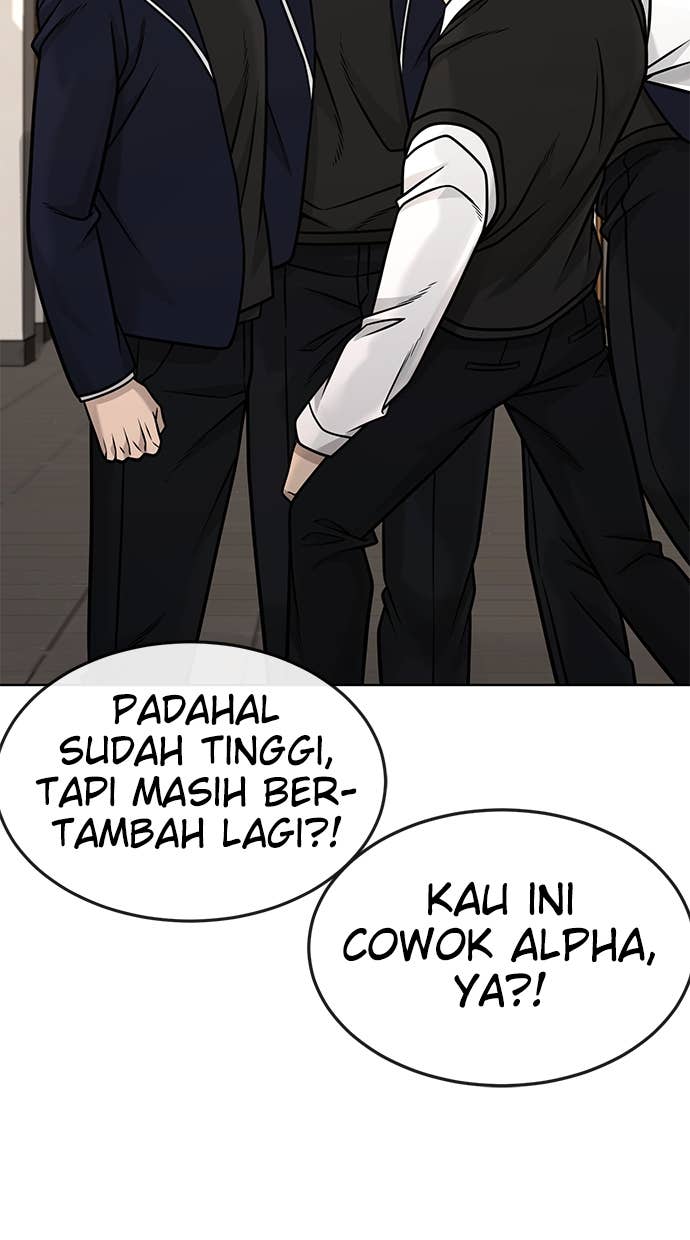 PADAHAL
SUDAH TINGGI,
TAPI MASIH BER-
TAMBAH LAGI?!
KAU INI
COWOK ALPHA,
YA?!